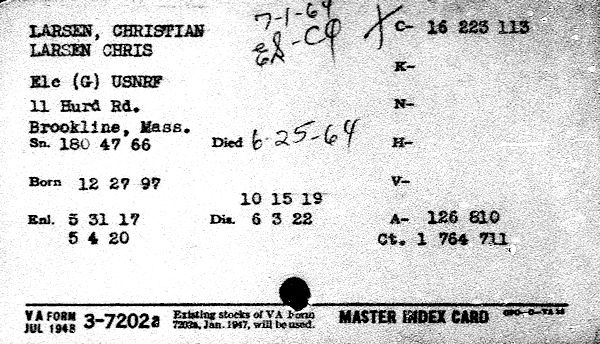 LARSEN, CHRISTIAN
LARSEN CHRIS
7-1-64
C- 16 223 113
K-
Elc (G) USNRF
11 Hurd Rd.
N-
Brookline, Mass.
Sn. 180 47 66
Died 6-25-64
H-
Born 12 27 97
V-
10 15 19
Enl. 5 31 17
Dis. 6 3 22
A- 126 810
5 4 20
Ct. 1 764 711
VA FORM
JUL 1948
3-7202a
Existing stocks of VA Form
7202a, Jan. 1947, will be used.
MASTER INDEX CARD